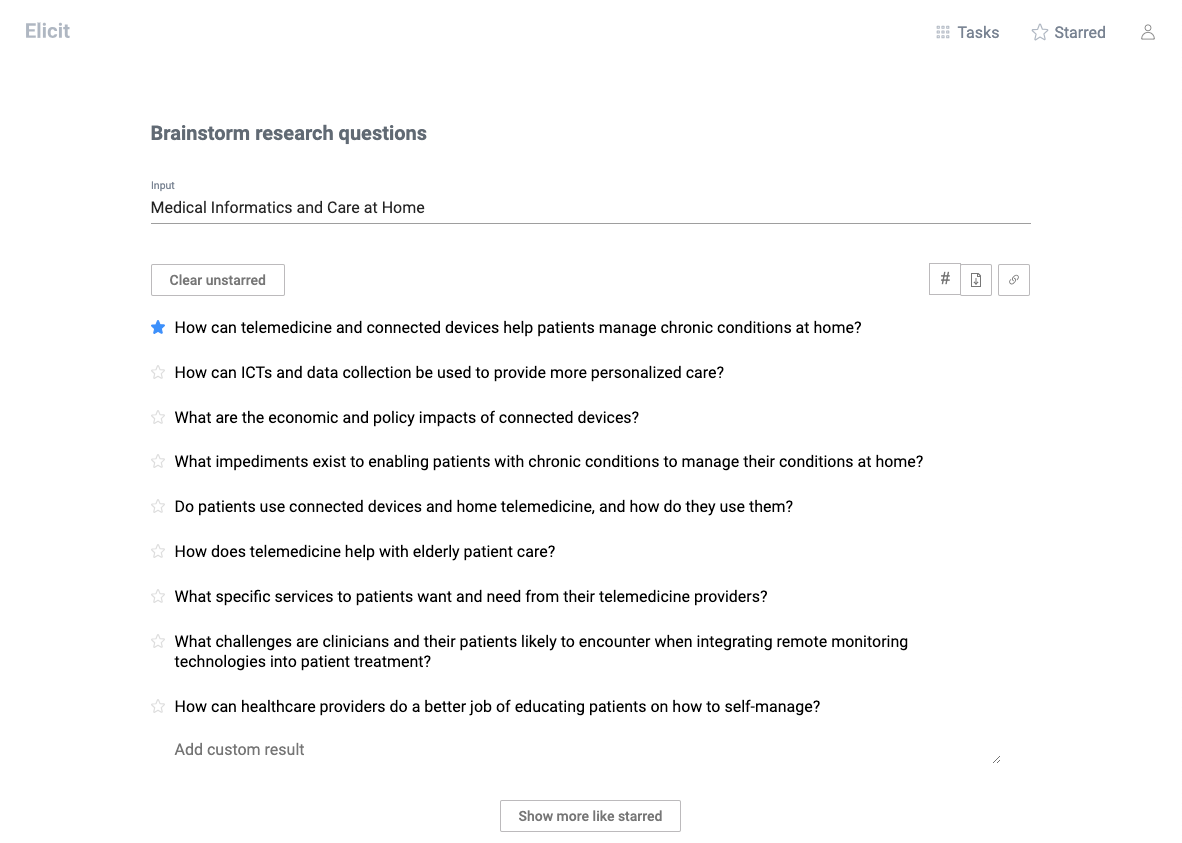 Elicit
Tasks
Starred
Brainstorm research questions
Input
Medical Informatics and Care at Home
Clear unstarred
#
How can telemedicine and connected devices help patients manage chronic conditions at home?
How can ICTs and data collection be used to provide more personalized care?
What are the economic and policy impacts of connected devices?
What impediments exist to enabling patients with chronic conditions to manage their conditions at home?
Do patients use connected devices and home telemedicine, and how do they use them?
How does telemedicine help with elderly patient care?
What specific services to patients want and need from their telemedicine providers?
What challenges are clinicians and their patients likely to encounter when integrating remote monitoring
technologies into patient treatment?
How can healthcare providers do a better job of educating patients on how to self-manage?
Add custom result
Show more like starred